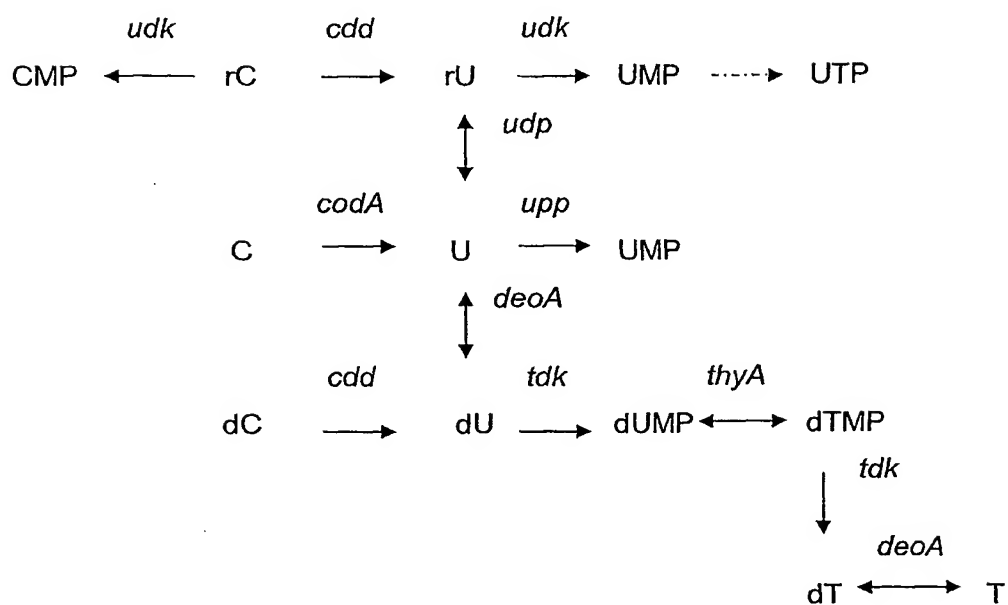 udk cdd udk
CMP rC rU UMP UTP
udp
codA upp
C U UMP
deoA
cdd tdk thyA
dC dU dUMP dTMP
tdk
deoA
dT T